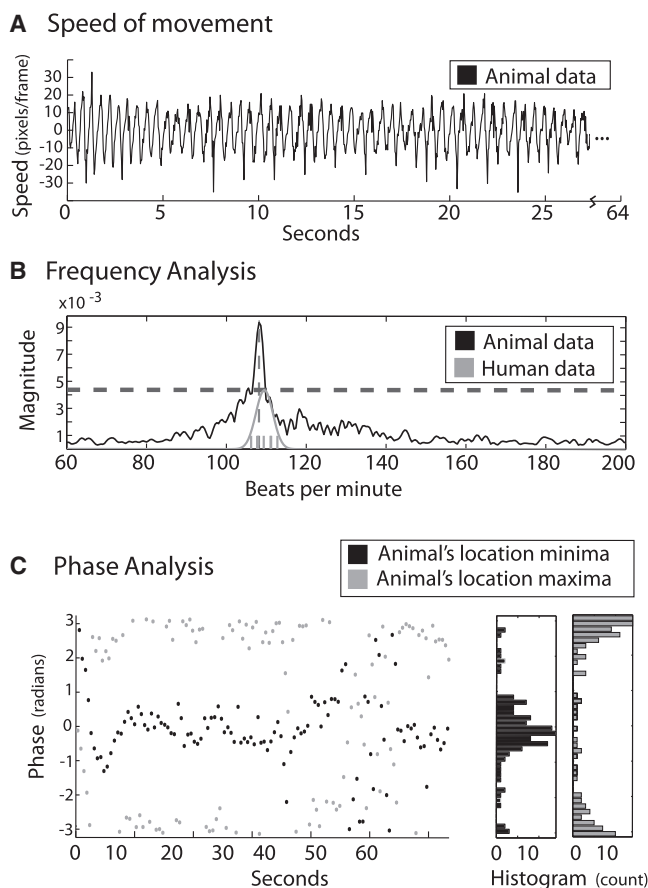 A Speed of movement
Animal data
Speed (pixels/frame)
30
20
10
0
-10
-20
-30
0 5 10 15 20 25 64
...
Seconds
B Frequency Analysis
x10 -3
Animal data
Human data
Magnitude
9
7
5
3
1
60 80 100 120 140 160 180 200
Beats per minute
C Phase Analysis
Animal's location minima
Animal's location maxima
Phase (radians)
3
2
1
0
-1
-2
-3
0 10 20 30 40 50 60
0 10
0 10
Seconds
Histogram (count)